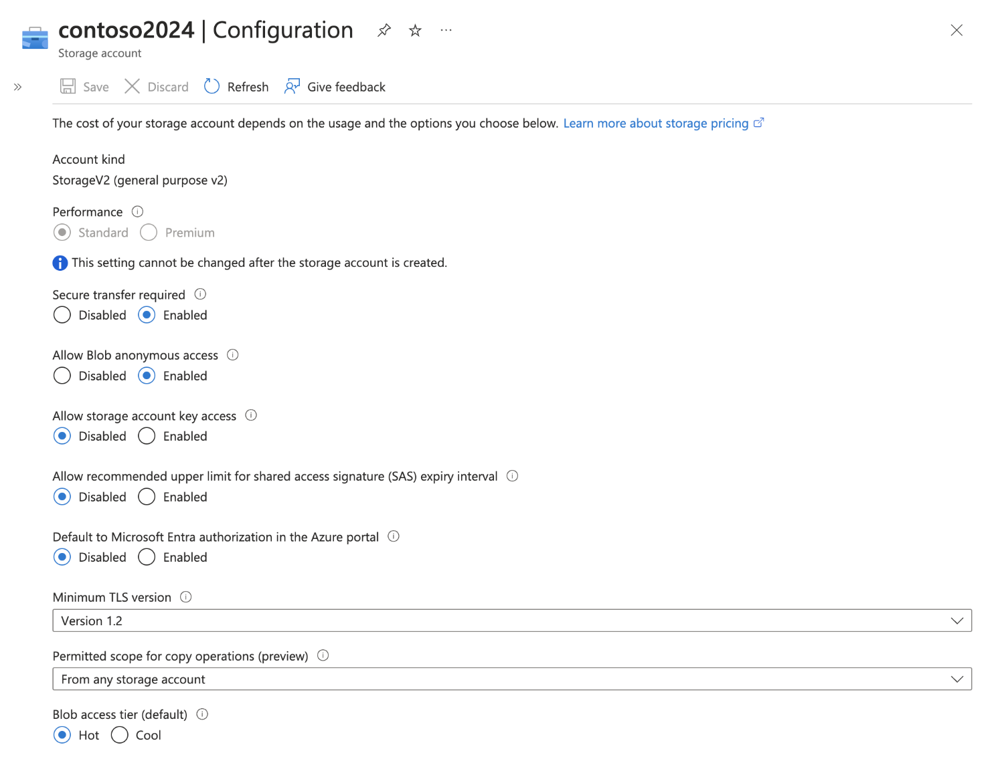 contoso2024 | Configuration
Storage account
Save Discard Refresh Give feedback
The cost of your storage account depends on the usage and the options you choose below. Learn more about storage pricing
Account kind
StorageV2 (general purpose v2)
Performance
Standard Premium
This setting cannot be changed after the storage account is created.
Secure transfer required
Disabled Enabled
Allow Blob anonymous access
Disabled Enabled
Allow storage account key access
Disabled Enabled
Allow recommended upper limit for shared access signature (SAS) expiry interval
Disabled Enabled
Default to Microsoft Entra authorization in the Azure portal
Disabled Enabled
Minimum TLS version
Version 1.2
Permitted scope for copy operations (preview)
From any storage account
Blob access tier (default)
Hot Cool